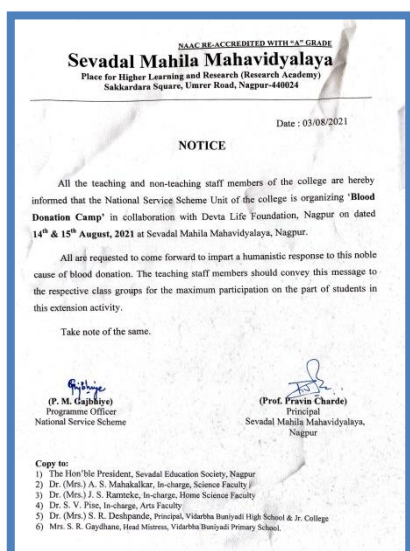 NAAC RE-ACCREDITED WITH "A" GRADE
Sevadal Mahila Mahavidyalaya
Place for Higher Learning and Research (Research Academy)
Sakkardara Square, Umrer Road, Nagpur-440024
Date : 03/08/2021
NOTICE
All the teaching and non-teaching staff members of the college are hereby
informed that the National Service Scheme Unit of the college is organizing 'Blood
Donation Camp' in collaboration with Devta Life Foundation, Nagpur on dated
14th & 15th August, 2021 at Sevadal Mahila Mahavidyalaya, Nagpur.
All are requested to come forward to impart a humanistic response to this noble
cause of blood donation. The teaching staff members should convey this message to
the respective class groups for the maximum participation on the part of students in
this extension activity.
Take note of the same.
Gajbhiye
(P. M. Gajbhiye)
Programme Officer
National Service Scheme
(Prof. Pravin Charde)
Principal
Sevadal Mahila Mahavidyalaya,
Nagpur
Copy to:
1) The Hon'ble President, Sevadal Education Society, Nagpur
2) Dr. (Mrs.) A. S. Mahakalkar, In-charge, Science Faculty
3) Dr. (Mrs.) J. S. Ramteke, In-charge, Home Science Faculty
4) Dr. S. V. Pise, In-charge, Arts Faculty
5) Dr. (Mrs.) S. R. Deshpande, Principal, Vidarbha Buniyadi High School & Jr. College
6) Mrs. S. R. Gaydhane, Head Mistress, Vidarbha Buniyadi Primary School.